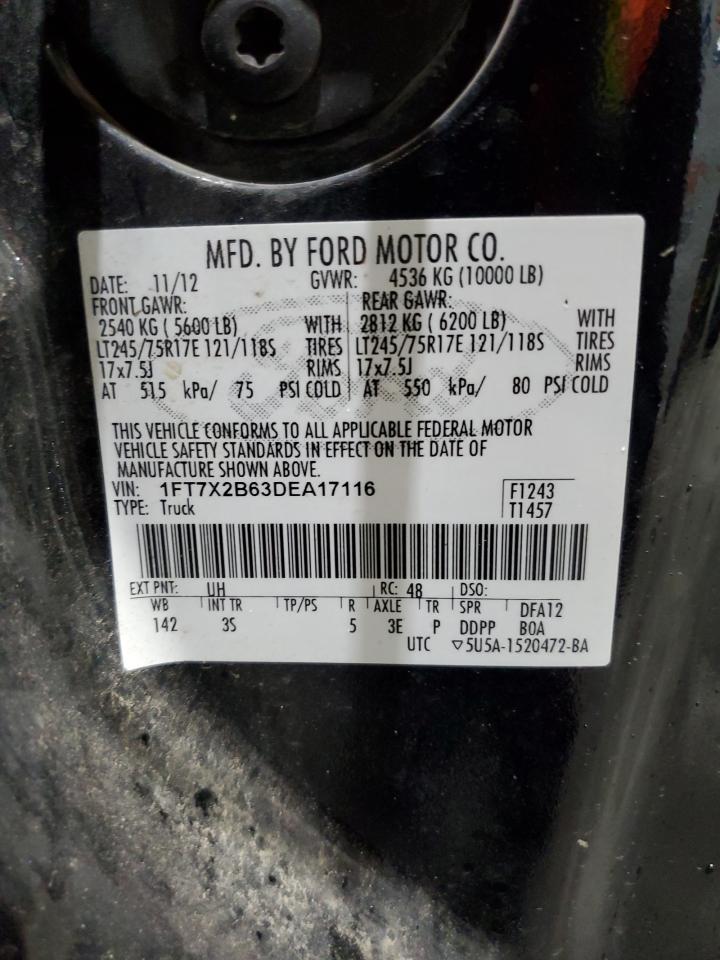 MFD. BY FORD MOTOR CO.
DATE: 11/12 GVWR: 4536 KG (10000 LB)
FRONT GAWR: REAR GAWR:
2540 KG ( 5600 LB) WITH 2812 KG ( 6200 LB) WITH
LT245/75R17E 121/118S TIRES LT245/75R17E 121/118S TIRES
17x7.5J RIMS 17x7.5J RIMS
AT 515 kPa/ 75 PSI COLD AT 550 kPa/ 80 PSI COLD
THIS VEHICLE CONFORMS TO ALL APPLICABLE FEDERAL MOTOR
VEHICLE SAFETY STANDARDS IN EFFECT ON THE DATE OF
MANUFACTURE SHOWN ABOVE.
VIN: 1FT7X2B63DEA17116 F1243
TYPE: Truck T1457
EXT PNT: UH RC: 48 DSO:
WB INT TR TP/PS R AXLE TR SPR DFA12
142 3S 5 3E P DDPP BOA
UTC ▽5U5A-1520472-BA